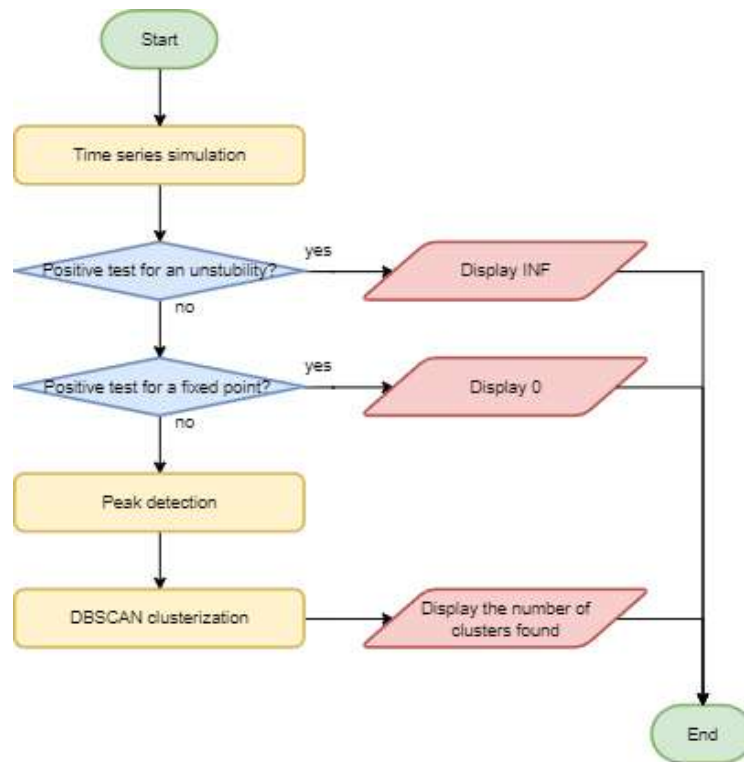 Start
Time series simulation
Positive test for an unstubility?
yes
Display INF
no
Positive test for a fixed point?
yes
Display 0
no
Peak detection
DBSCAN clusterization
Display the number of
clusters found
End